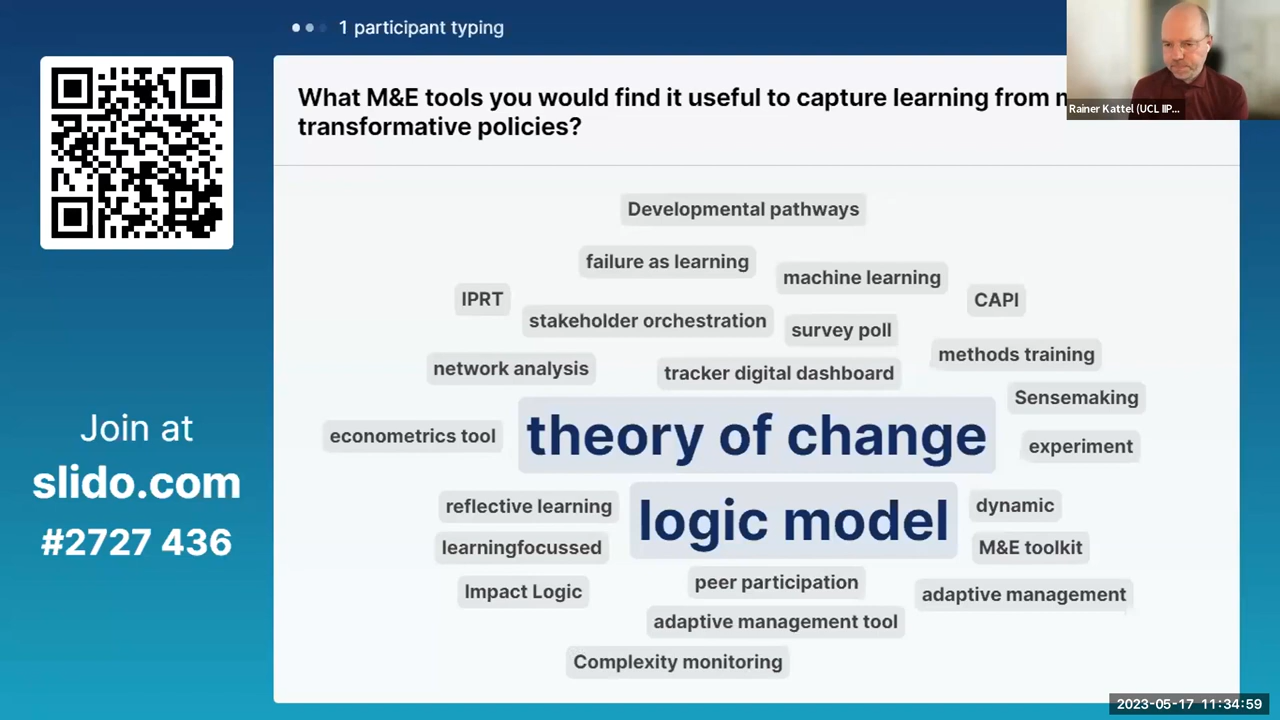 1 participant typing
What M&E tools you would find it useful to capture learning from
transformative policies?
Rainer Kattel (UCL IIP...
Developmental pathways
failure as learning
machine learning
IPRT
CAPI
stakeholder orchestration
survey poll
methods training
network analysis
tracker digital dashboard
Sensemaking
econometrics tool
theory of change
experiment
reflective learning
logic model
dynamic
learningfocussed
M&E toolkit
Impact Logic
peer participation
adaptive management
adaptive management tool
Complexity monitoring
Join at
slido.com
#2727 436
2023-05-17 11:34:59